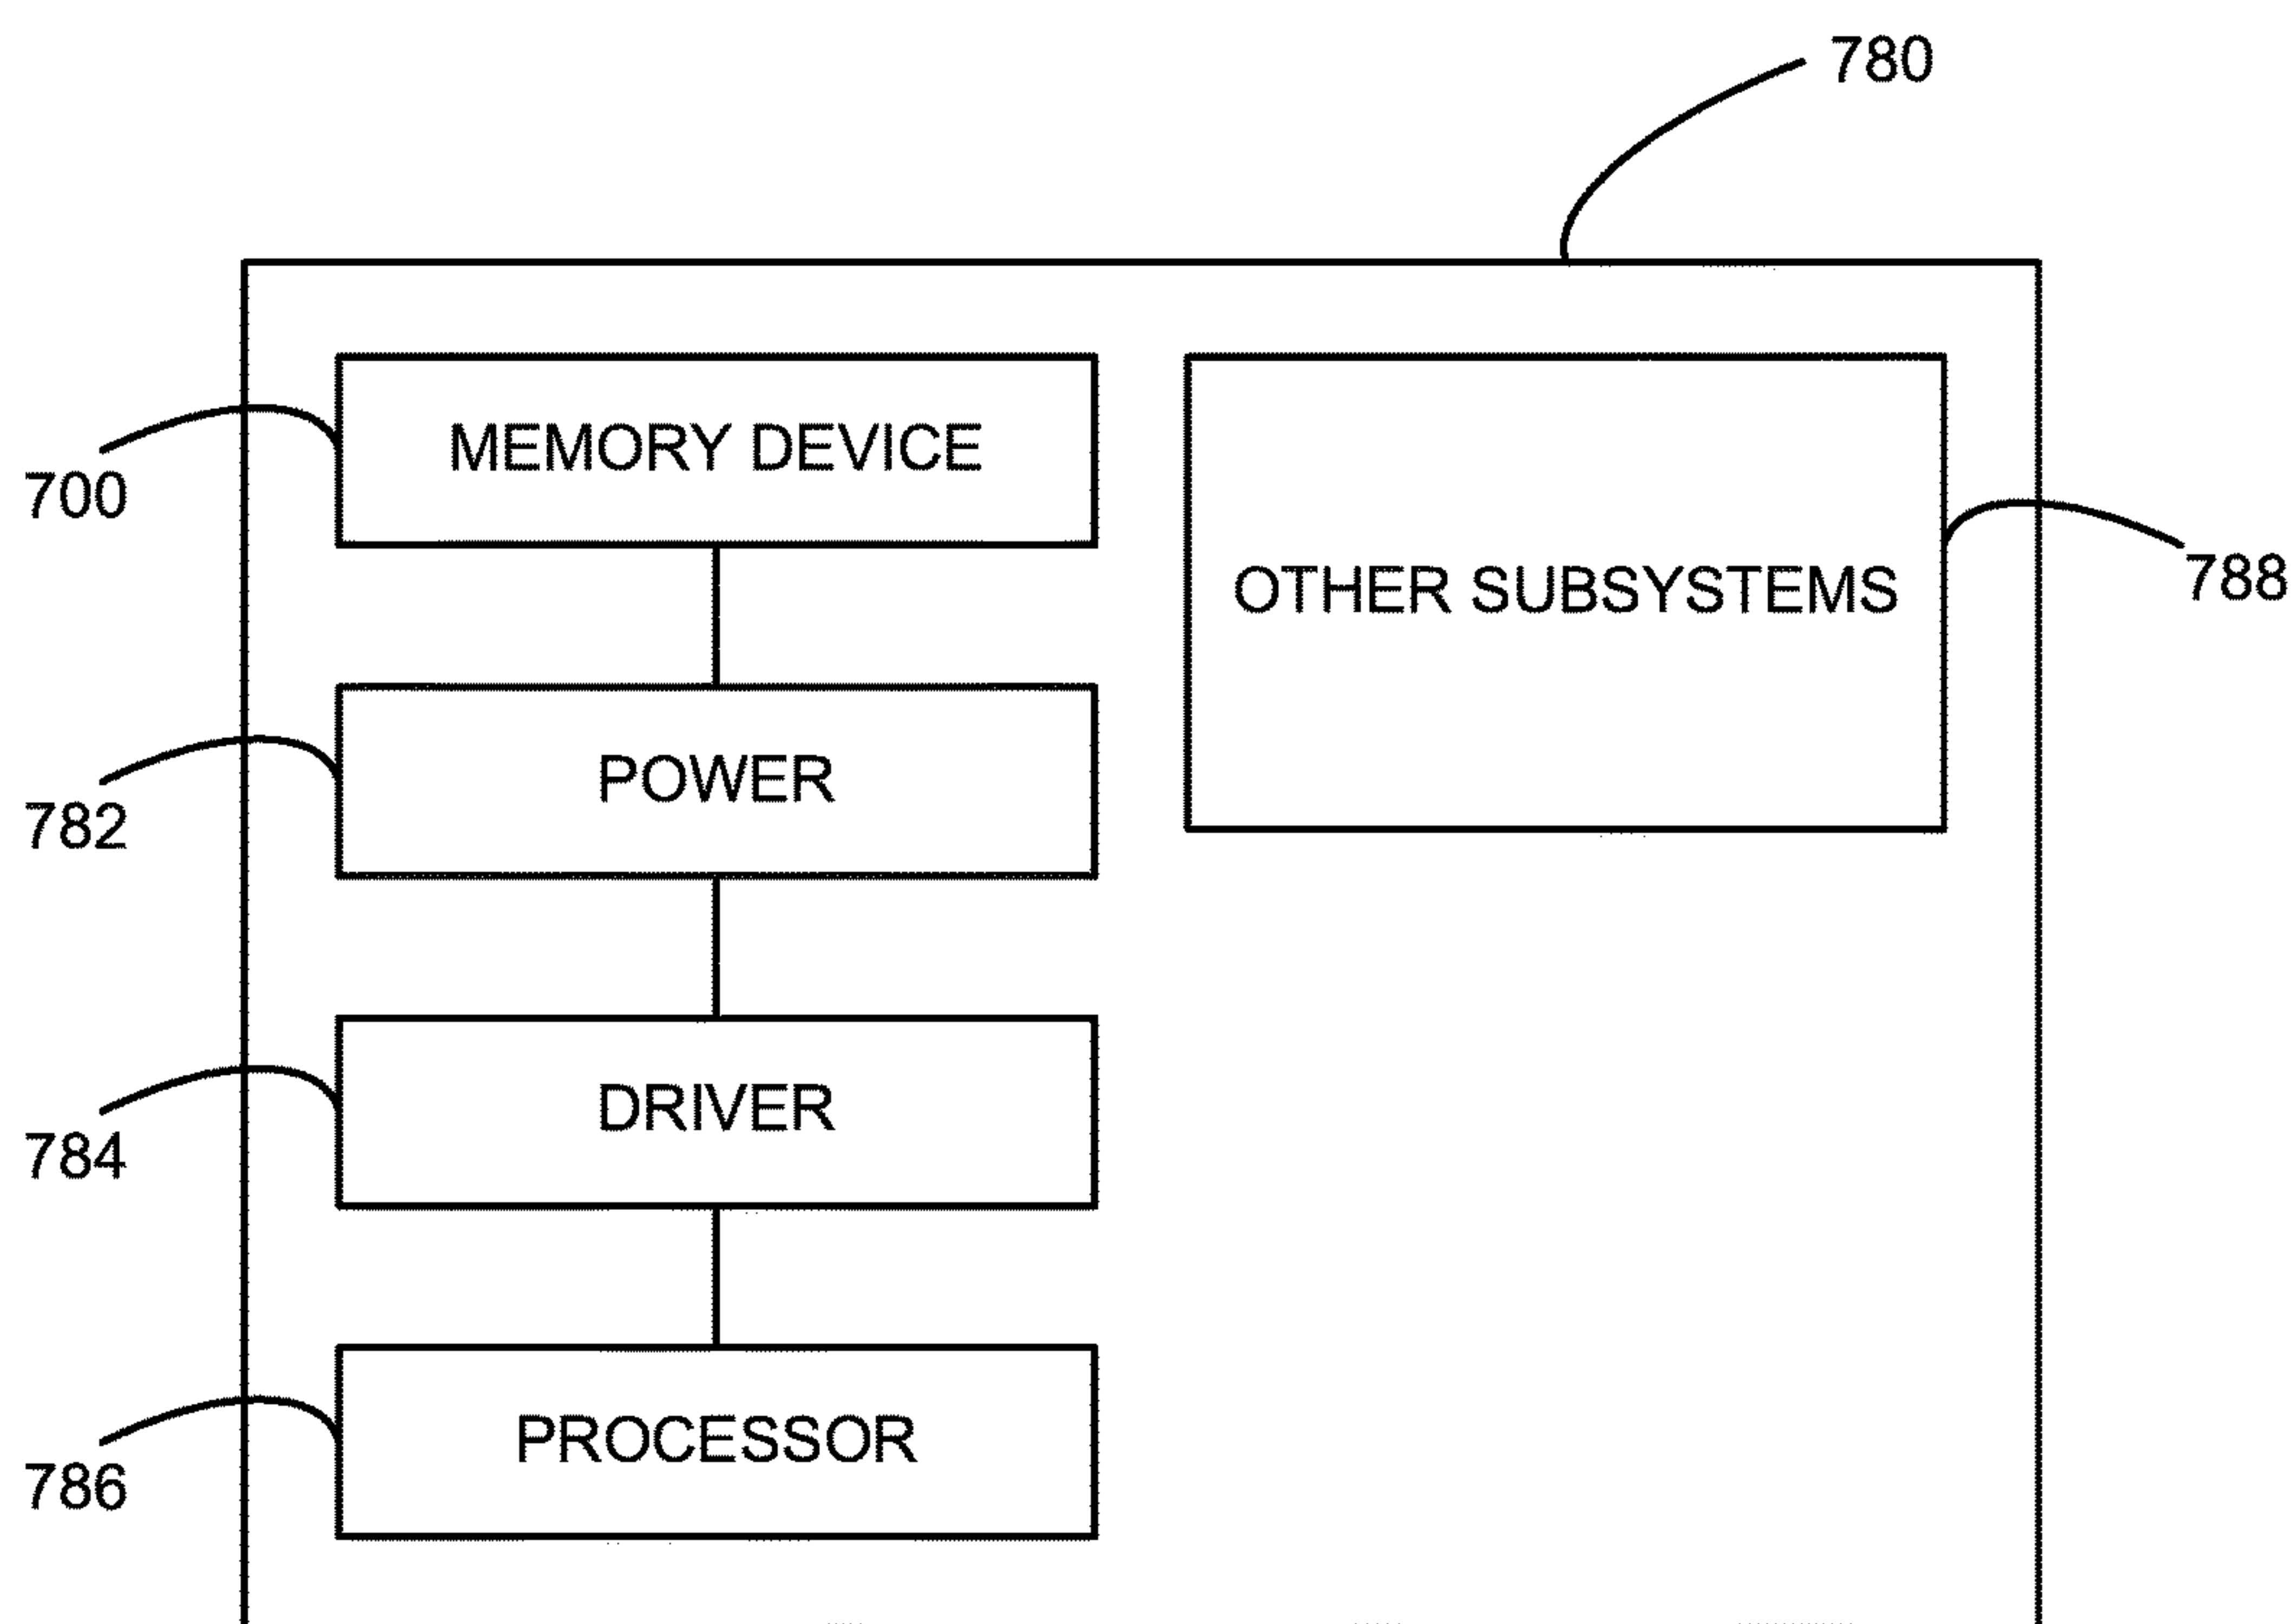 780
MEMORY DEVICE
700
OTHER SUBSYSTEMS
788
POWER
782
DRIVER
784
PROCESSOR
786